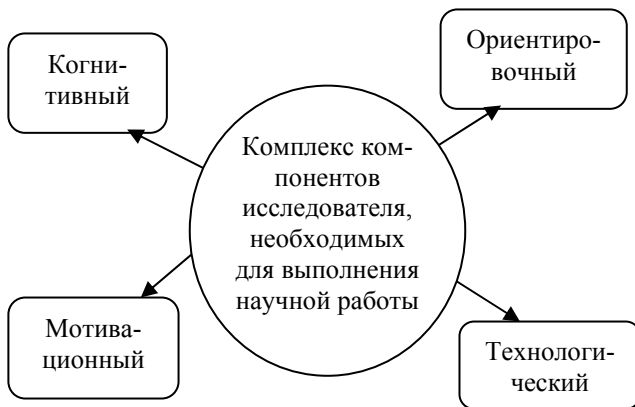 Когни-
тивный
Ориентиро-
вочный
Комплекс ком-
понентов
исследователя,
необходимых
для выполнения
научной работы
Мотива-
ционный
Технологи-
ческий